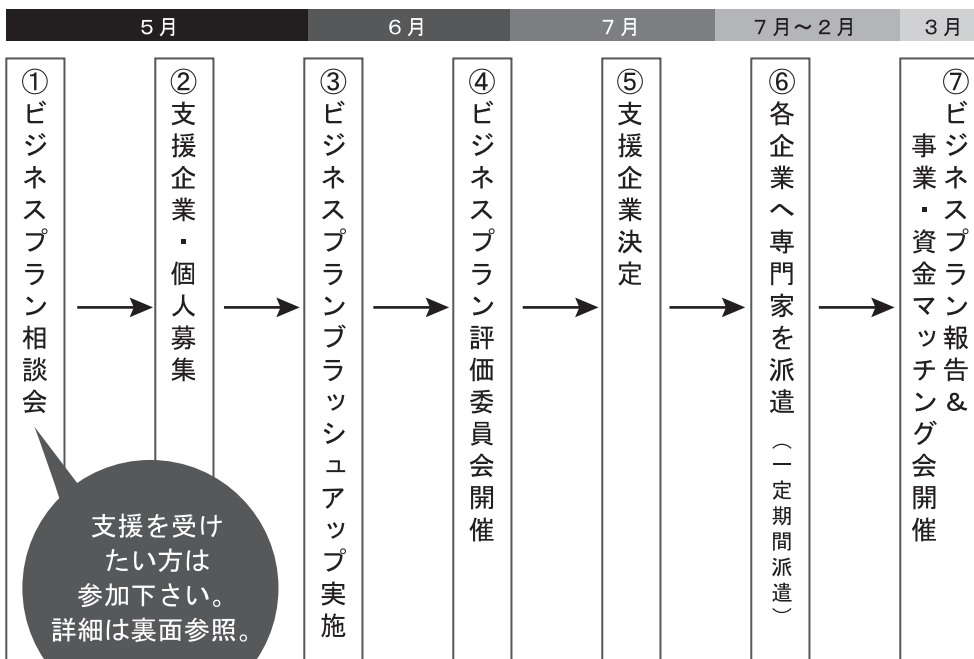 5月
6月
7月
7月～2月
3月
①ビジネスプラン相談会
②支援企業・個人募集
③ビジネスプランブラッシュアップ実施
④ビジネスプラン評価委員会開催
⑤支援企業決定
⑥各企業へ専門家を派遣（一定期間派遣）
⑦ビジネスプラン報告&
事業・資金マッチング会開催
支援を受け
たい方は
参加下さい。
詳細は裏面参照。